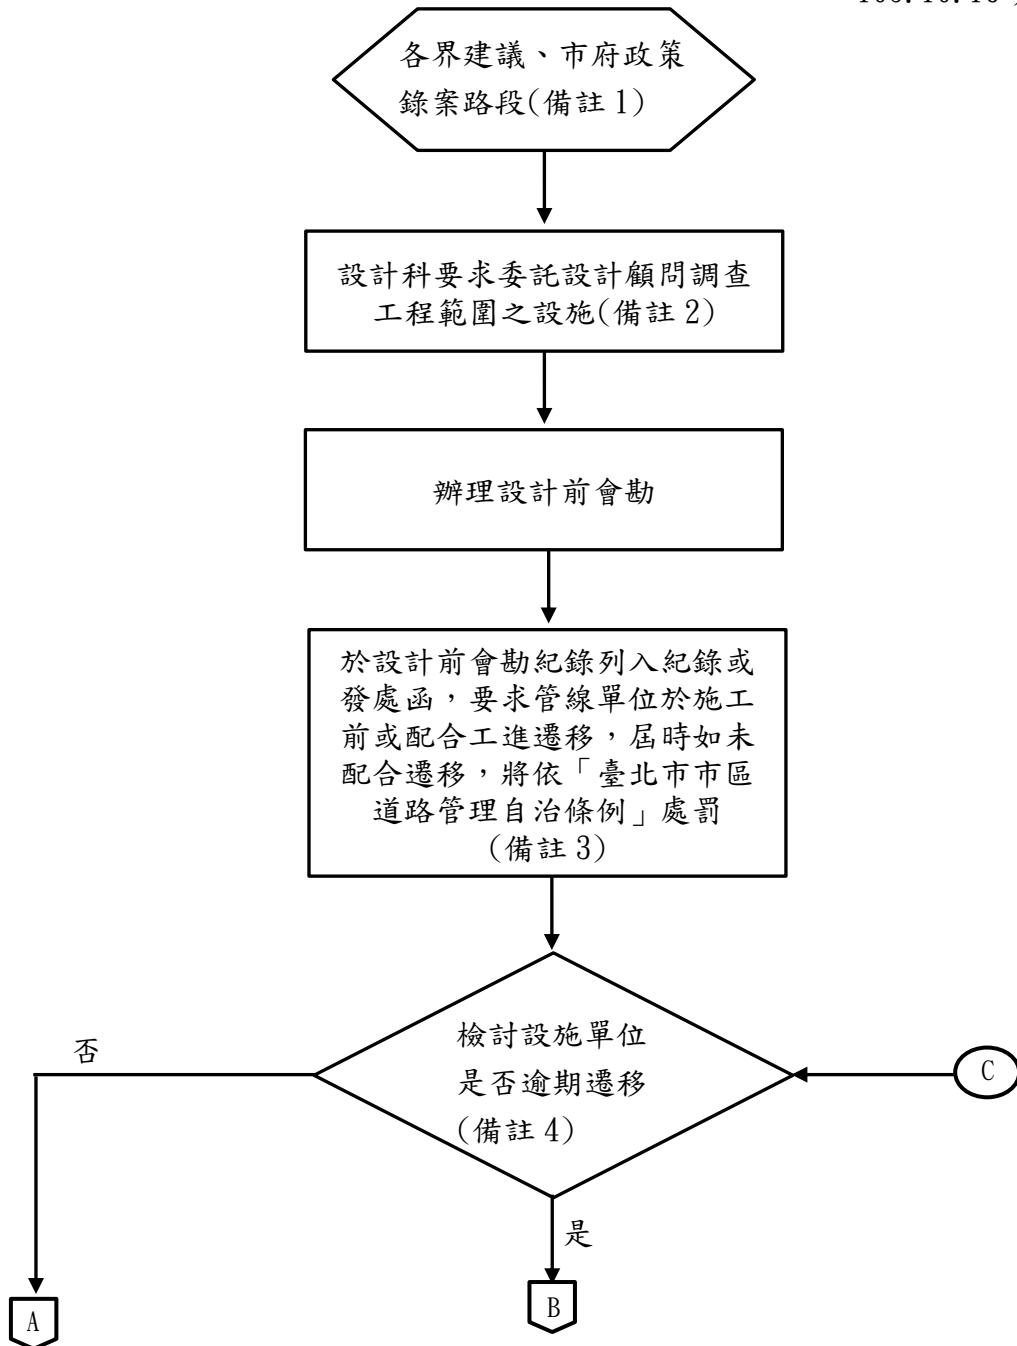 各界建議、市府政策
錄案路段(備註 1)
設計科要求委託設計顧問調查
工程範圍之設施(備註 2)
辦理設計前會勘
於設計前會勘紀錄列入紀錄或
發處函，要求管線單位於施工
前或配合工進遷移，屆時如未
配合遷移，將依「臺北市市區
道路管理自治條例」處罰
(備註 3)
檢討設施單位
是否逾期遷移
(備註 4)
否
C
是
A
B